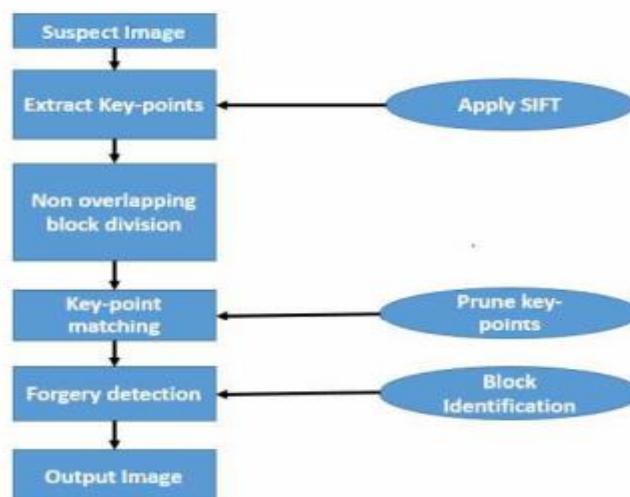 Suspect Image
Extract Key-points
Apply SIFT
Non overlapping
block division
Key-point
matching
Prune key-
points
Forgery detection
Block
Identification
Output Image